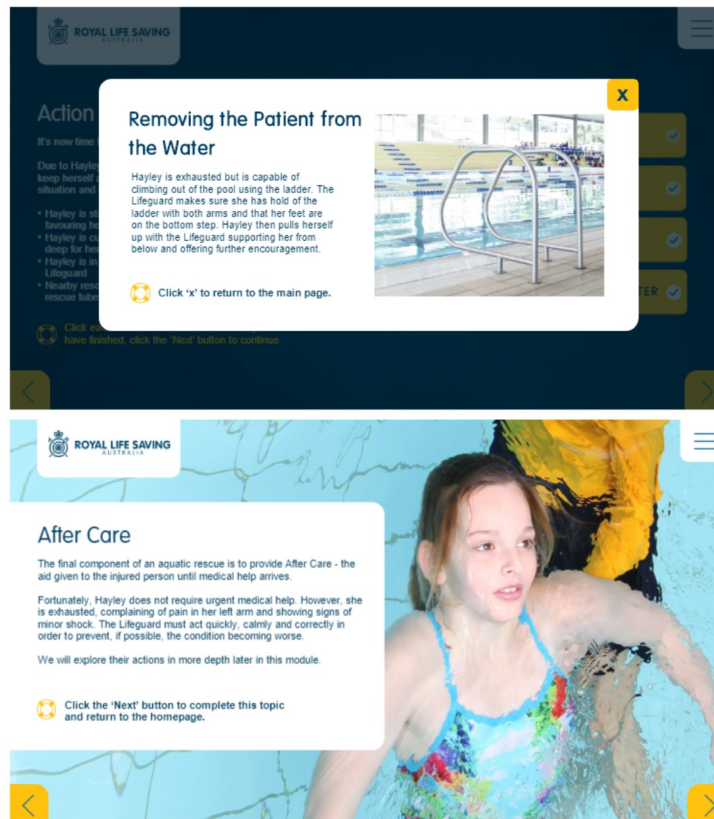 ROYAL LIFE SAVING
AUSTRALIA
Action
It's now time
Due to Hayley
keep herself a
situation and
• Hayley is st
favouring he
• Hayley is cu
deep for her
• Hayley is in
Lifeguard
• Nearby resc
rescue tube
Click ea
have finished, click the 'Next' button to continue.
TER
X
Removing the Patient from
the Water
Hayley is exhausted but is capable of
climbing out of the pool using the ladder. The
Lifeguard makes sure she has hold of the
ladder with both arms and that her feet are
on the bottom step. Hayley then pulls herself
up with the Lifeguard supporting her from
below and offering further encouragement.
Click 'x' to return to the main page.
ROYAL LIFE SAVING
AUSTRALIA
After Care
The final component of an aquatic rescue is to provide After Care - the
aid given to the injured person until medical help arrives.
Fortunately, Hayley does not require urgent medical help. However, she
is exhausted, complaining of pain in her left arm and showing signs of
minor shock. The Lifeguard must act quickly, calmly and correctly in
order to prevent, if possible, the condition becoming worse.
We will explore their actions in more depth later in this module.
Click the 'Next' button to complete this topic
and return to the homepage.